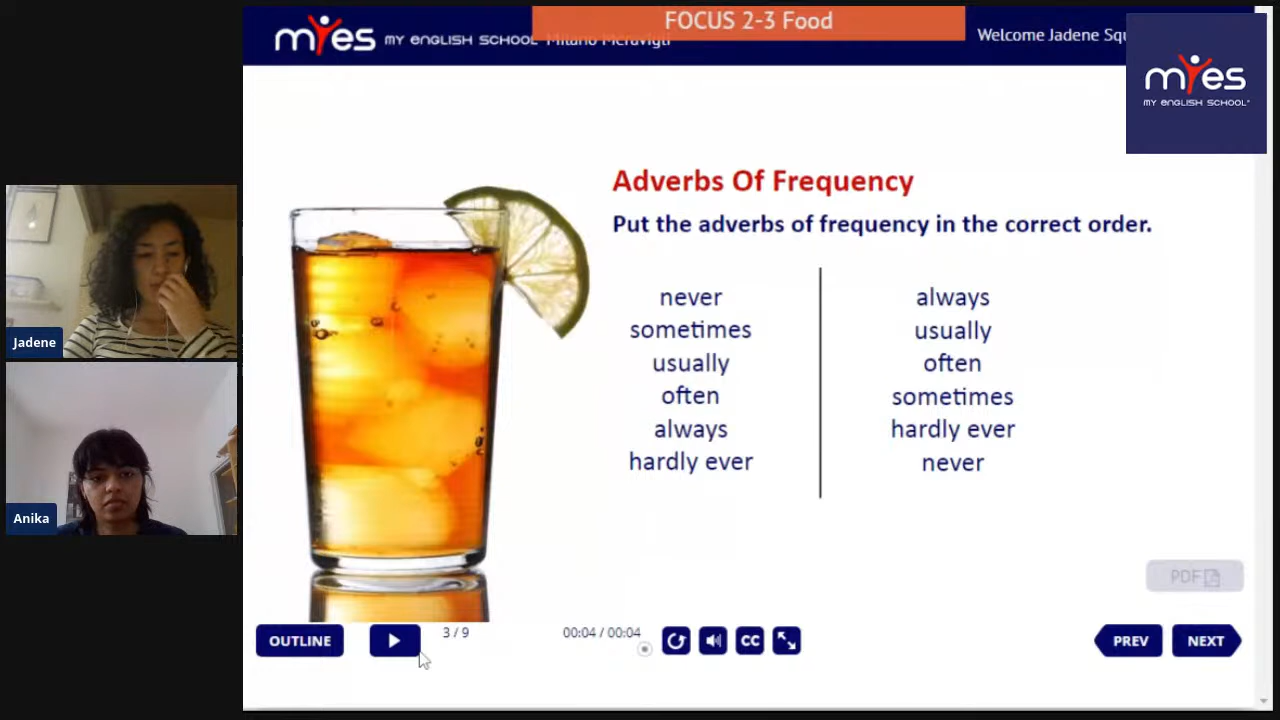 FOCUS 2-3 Food
myes MY ENGLISH SCHOOL Milano Meravigli
Welcome Jadene Squ
myes
MY ENGLISH SCHOOL
Adverbs Of Frequency
Put the adverbs of frequency in the correct order.
never always
sometimes usually
usually often
often sometimes
always hardly ever
hardly ever never
Jadene
Anika
PDF
OUTLINE 3 / 9 00:04 / 00:04 CC PREV NEXT